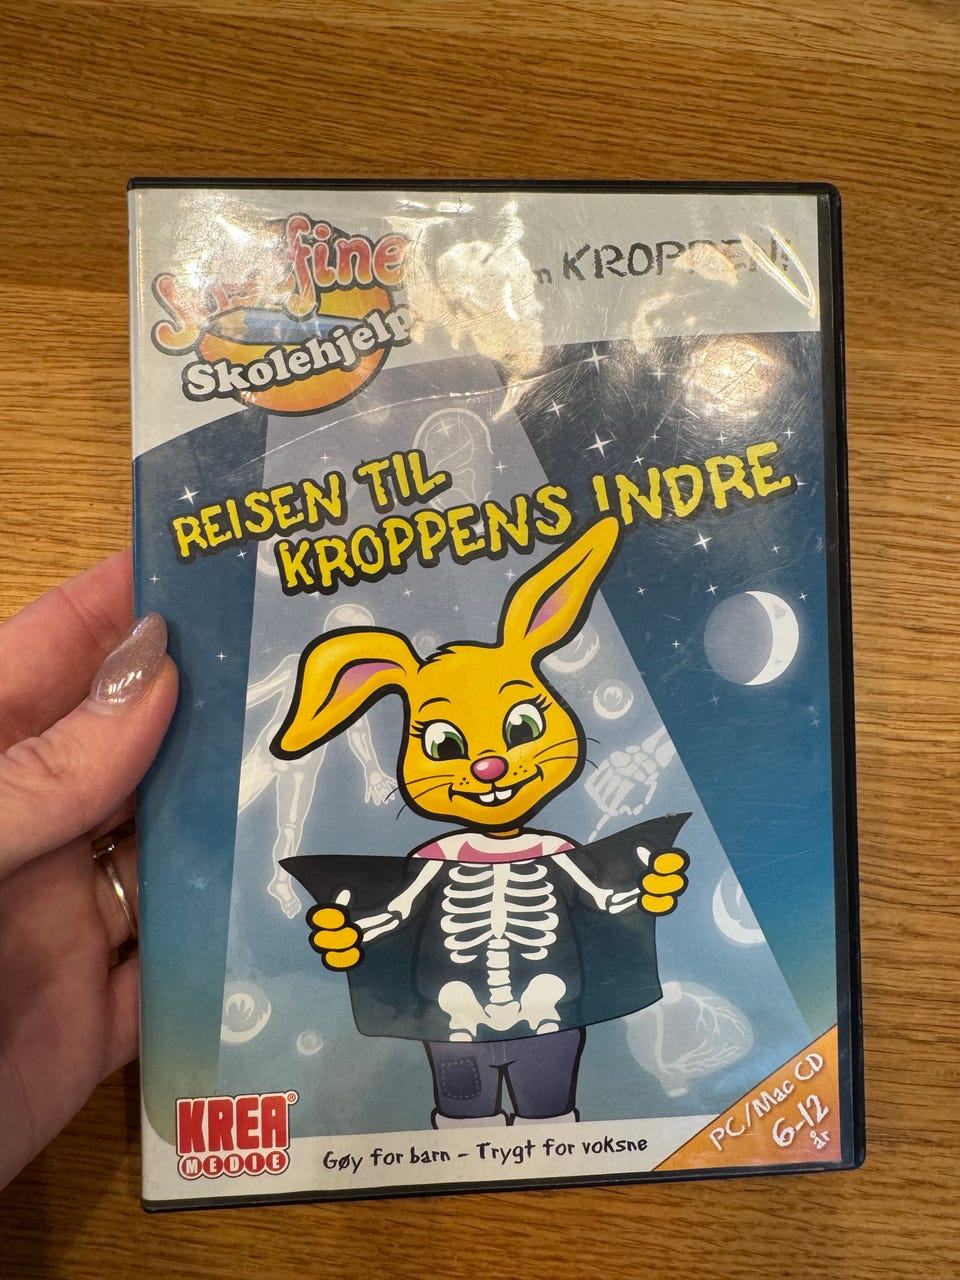 Josefine
Skolehjelp
KROPPEN!
REISEN TIL
KROPPENS INDRE
KREA®
MEDIE
Gøy for barn - Trygt for voksne
PC/Mac CD
6-12
år